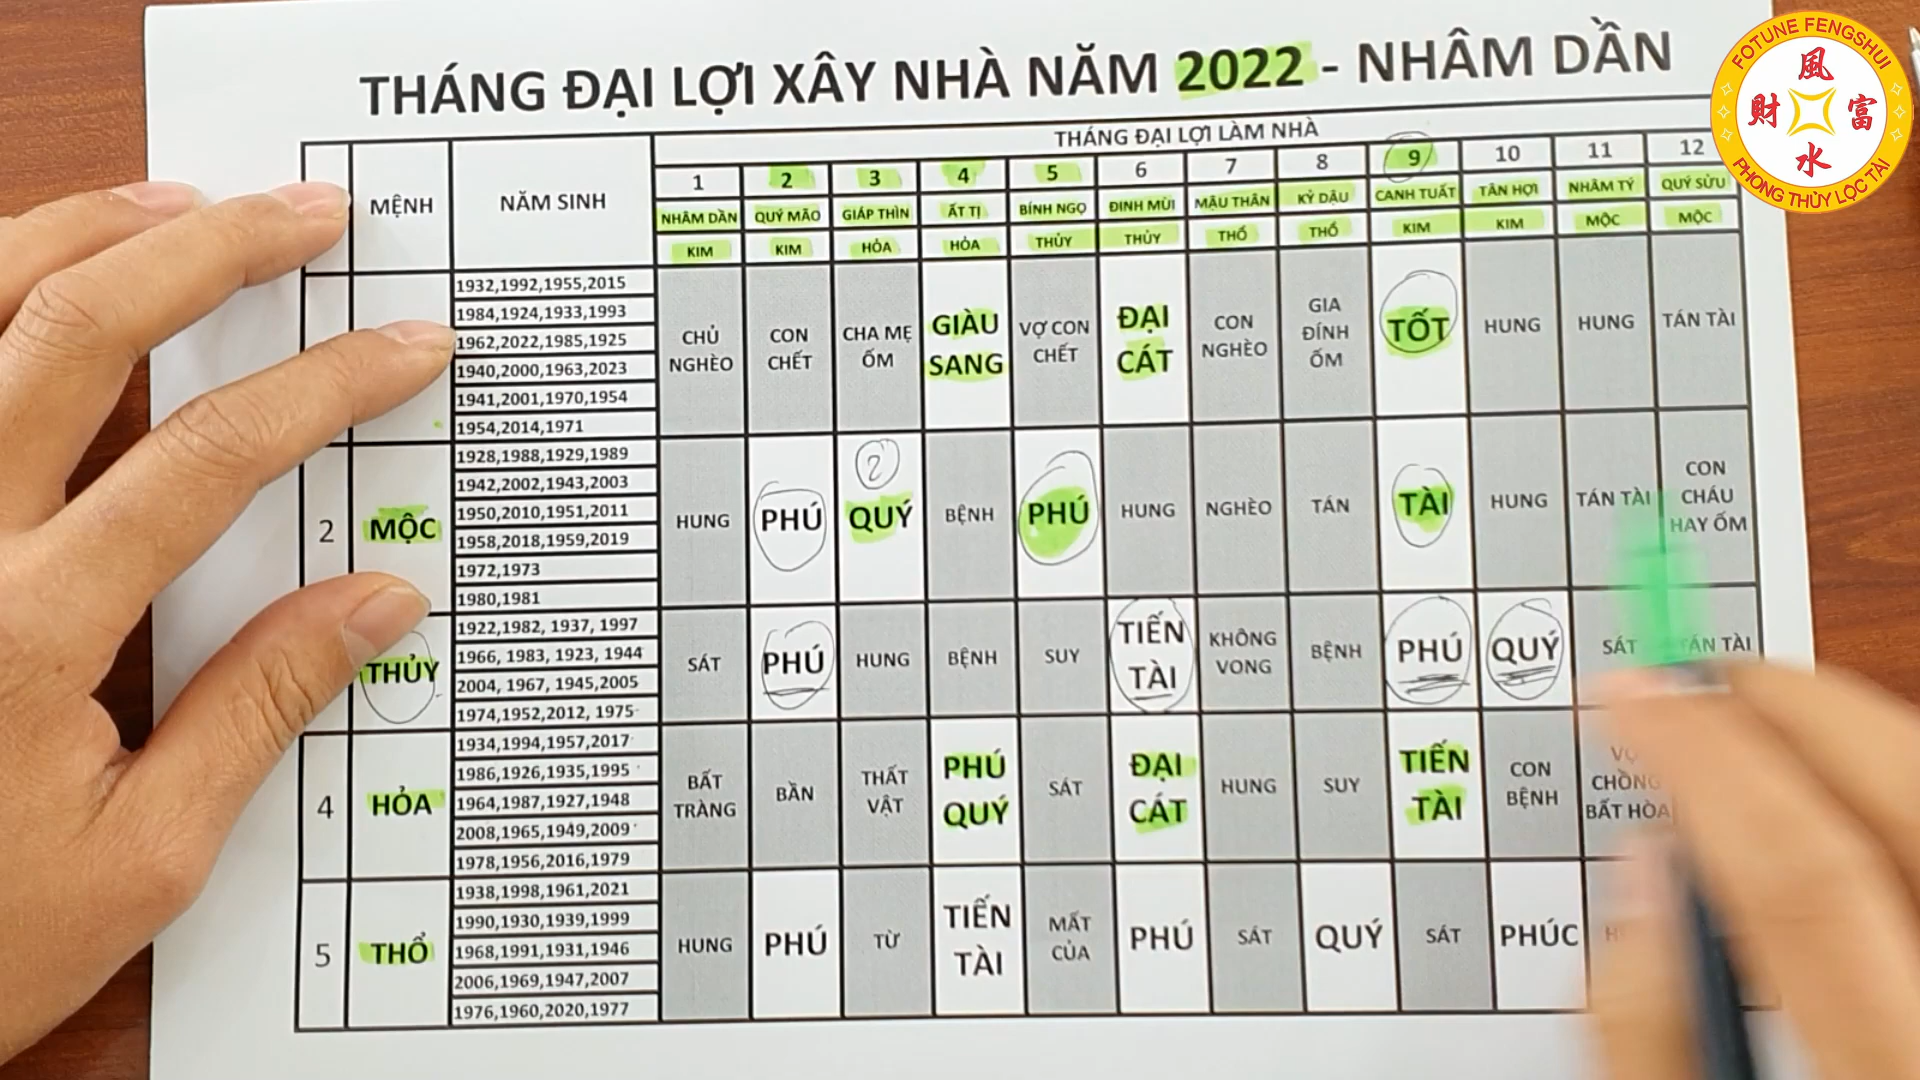 THÁNG ĐẠI LỢI XÂY NHÀ NĂM 2022 - NHÂM DẦN
FOTUNE FENGSHUI
風
財 富
水
PHONG THỦY LỘC TÀI
MỆNH NĂM SINH THÁNG ĐẠI LỢI LÀM NHÀ
1 2 3 4 5 6 7 8 9 10 11 12
NHÂM DẦN QUÝ MÃO GIÁP THÌN ẤT TỊ BÍNH NGỌ ĐINH MÙI MẬU THÂN KỶ DẬU CANH TUẤT TÂN HỢI NHÂM TÝ QUÝ SỬU
KIM KIM HỎA HỎA THỦY THỦY THỔ THỔ KIM KIM MỘC MỘC
1932,1992,1955,2015
1984,1924,1933,1993
1962,2022,1985,1925
1940,2000,1963,2023
1941,2001,1970,1954
1954,2014,1971
CHỦ NGHÈO
CON CHẾT
CHA MẸ ỐM
GIÀU SANG
VỢ CON CHẾT
ĐẠI CÁT
CON NGHÈO
GIA ĐÍNH ỐM
TỐT
HUNG
HUNG
TÁN TÀI
2 MỘC
1928,1988,1929,1989
1942,2002,1943,2003
1950,2010,1951,2011
1958,2018,1959,2019
1972,1973
1980,1981
HUNG
PHÚ
2
QUÝ
BỆNH
PHÚ
HUNG
NGHÈO
TÁN
TÀI
HUNG
TÁN TÀI
CON CHÁU HAY ỐM
THỦY
1922,1982, 1937, 1997
1966, 1983, 1923, 1944
2004, 1967, 1945,2005
1974,1952,2012, 1975
SÁT
PHÚ
HUNG
BỆNH
SUY
TIẾN TÀI
KHÔNG VONG
BỆNH
PHÚ
QUÝ
SÁT
TÁN TÀI
4 HỎA
1934,1994,1957,2017
1986,1926,1935,1995
1964,1987,1927,1948
2008,1965,1949,2009
1978,1956,2016,1979
BẤT TRÀNG
BẦN
THẤT VẬT
PHÚ QUÝ
SÁT
ĐẠI CÁT
HUNG
SUY
TIẾN TÀI
CON BỆNH
VỢ CHỒNG BẤT HÒA
5 THỔ
1938,1998,1961,2021
1990,1930,1939,1999
1968,1991,1931,1946
2006,1969,1947,2007
1976,1960,2020,1977
HUNG
PHÚ
TỪ
TIẾN TÀI
MẤT CỦA
PHÚ
SÁT
QUÝ
SÁT
PHÚC